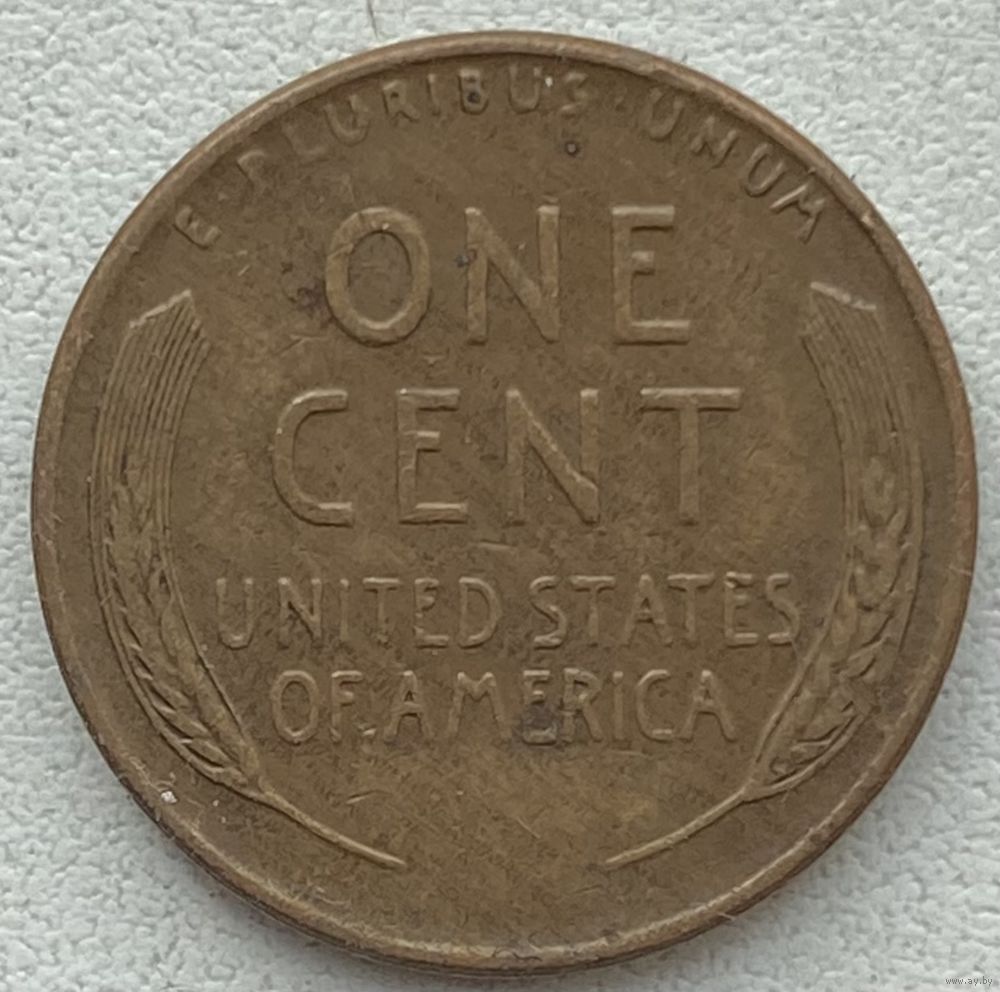 E·PLURIBUS·UNUM
ONE
CENT
UNITED STATES
OF AMERICA
www.ay.by